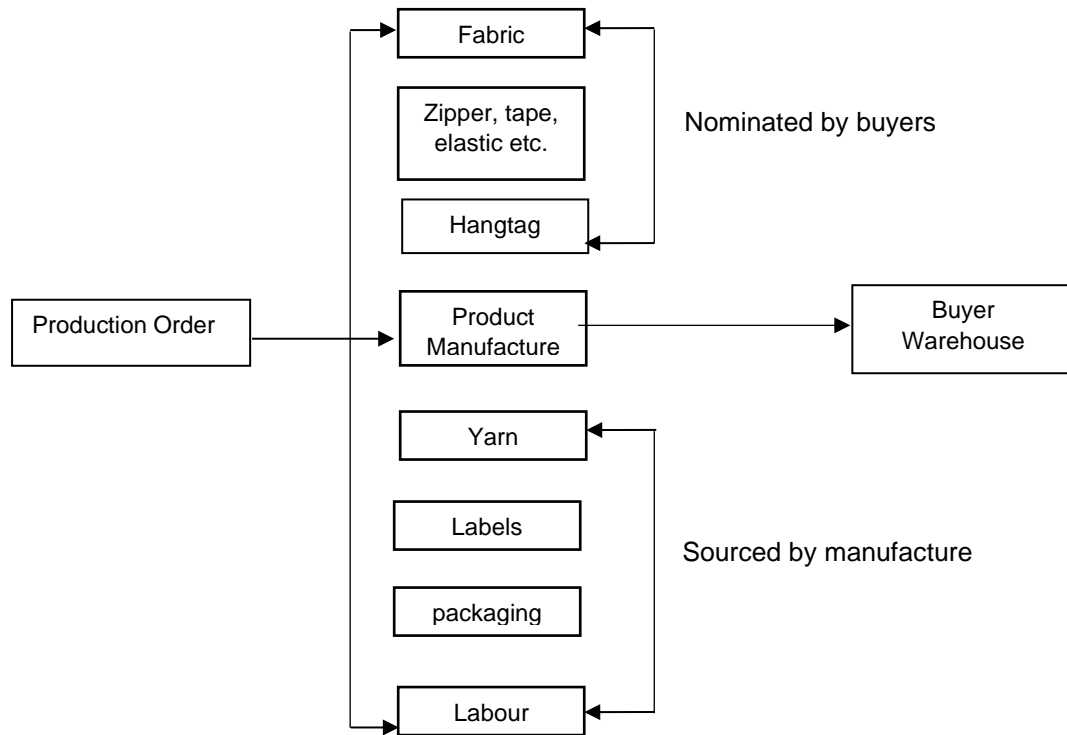 Fabric
Zipper, tape,
elastic etc.
Nominated by buyers
Hangtag
Production Order
Product
Manufacture
Buyer
Warehouse
Yarn
Labels
Sourced by manufacture
packaging
Labour